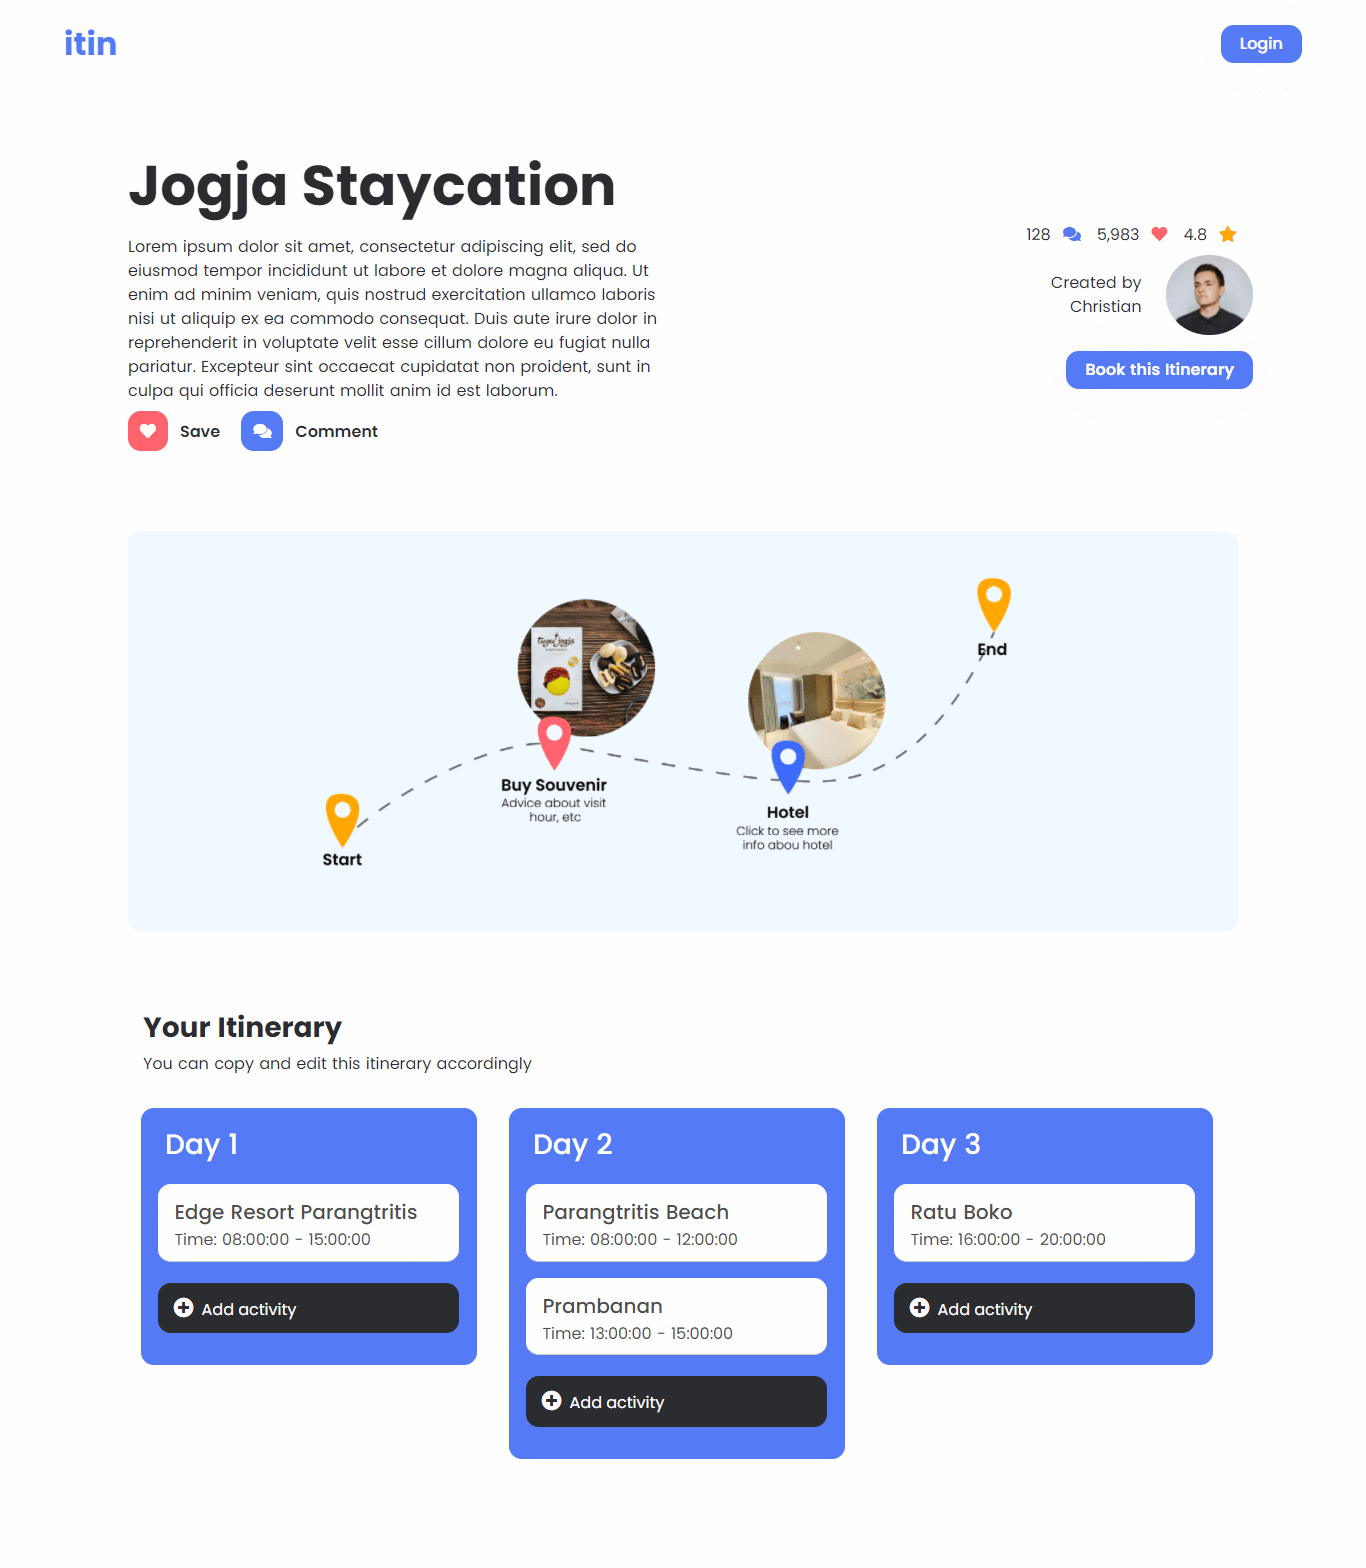 itin
Login
Jogja Staycation
Lorem ipsum dolor sit amet, consectetur adipiscing elit, sed do
eiusmod tempor incididunt ut labore et dolore magna aliqua. Ut
enim ad minim veniam, quis nostrud exercitation ullamco laboris
nisi ut aliquip ex ea commodo consequat. Duis aute irure dolor in
reprehenderit in voluptate velit esse cillum dolore eu fugiat nulla
pariatur. Excepteur sint occaecat cupidatat non proident, sunt in
culpa qui officia deserunt mollit anim id est laborum.
Save
Comment
128 5,983 4.8
Created by
Christian
Book this Itinerary
End
tugu jogja
Buy Souvenir
Advice about visit
hour, etc
Hotel
Click to see more
info abou hotel
Start
Your Itinerary
You can copy and edit this itinerary accordingly
Day 1
Edge Resort Parangtritis
Time: 08:00:00 - 15:00:00
Add activity
Day 2
Parangtritis Beach
Time: 08:00:00 - 12:00:00
Prambanan
Time: 13:00:00 - 15:00:00
Add activity
Day 3
Ratu Boko
Time: 16:00:00 - 20:00:00
Add activity